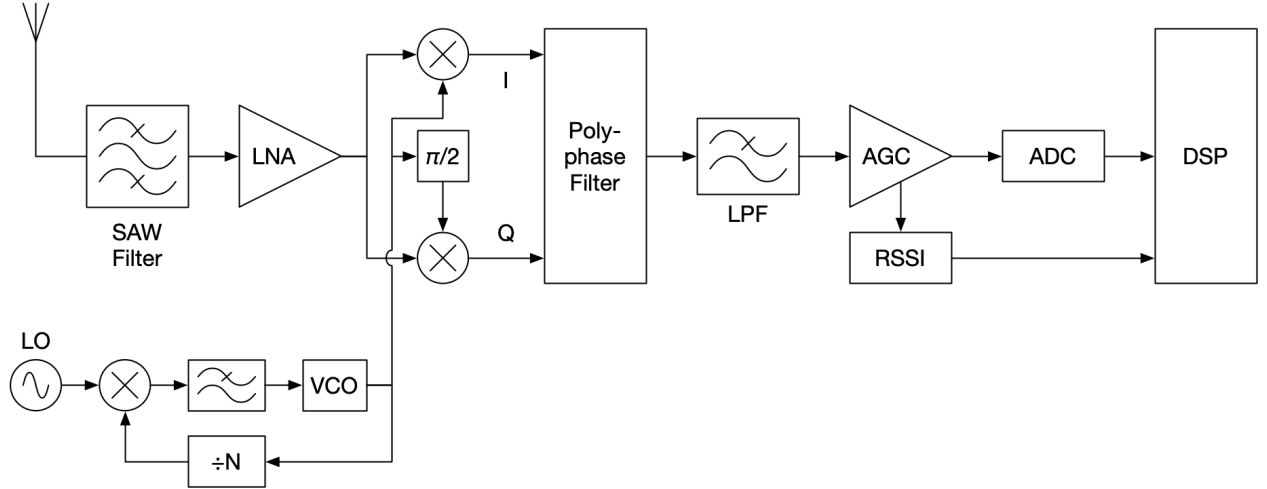 I
π/2
LNA
SAW
Filter
Q
Poly-
phase
Filter
LPF
AGC
RSSI
ADC
DSP
LO
VCO
÷N